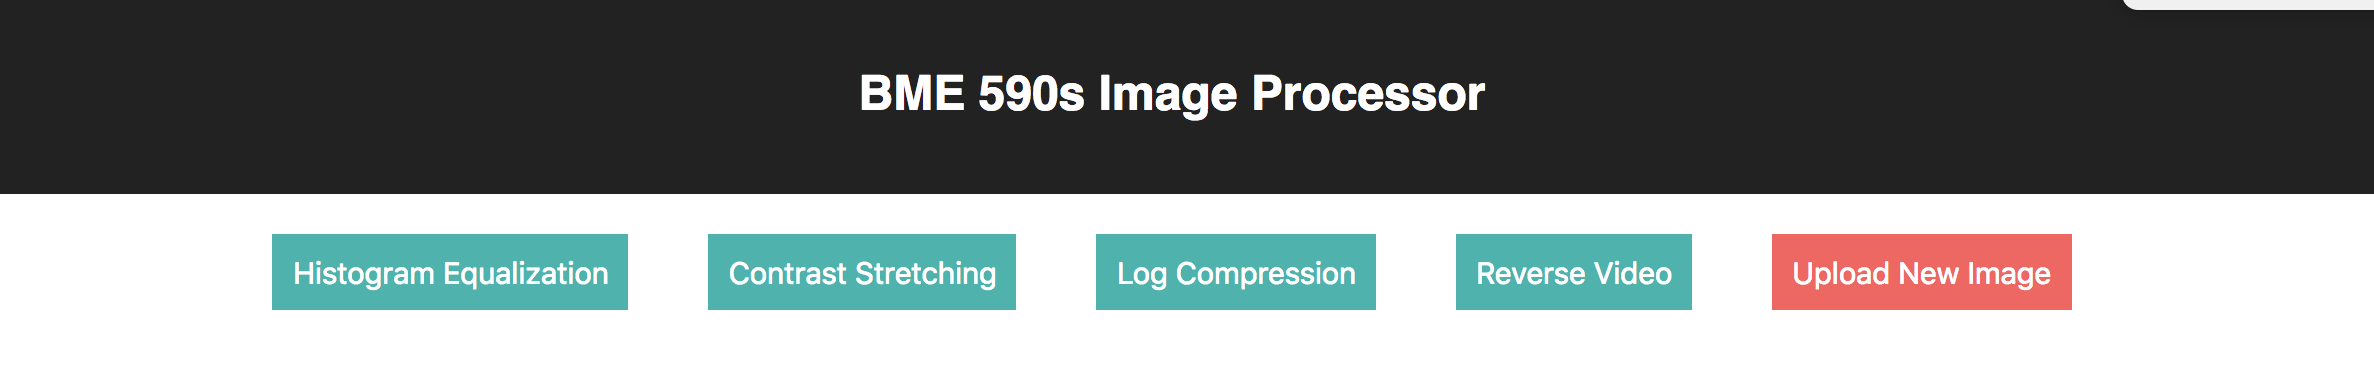 BME 590s Image Processor
Histogram Equalization Contrast Stretching Log Compression Reverse Video Upload New Image